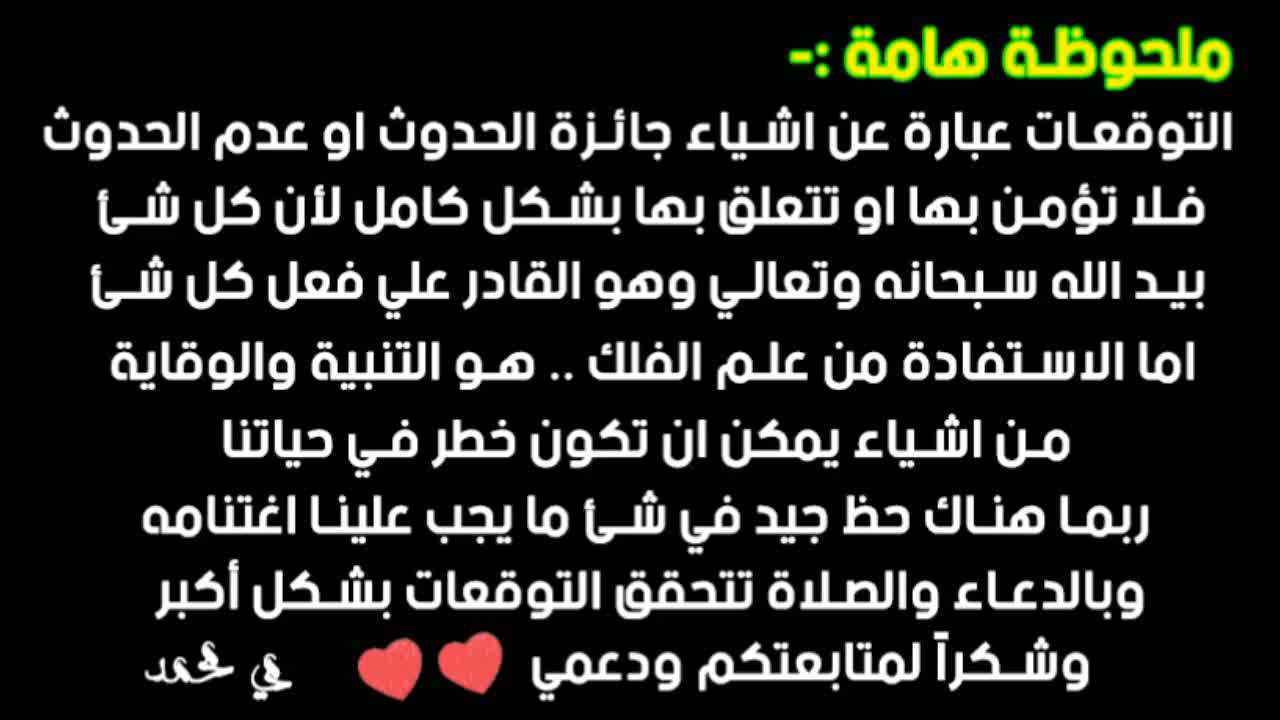 ملحوظة هامة :-
التوقعات عبارة عن اشياء جائزة الحدوث او عدم الحدوث
فلا تؤمن بها او تتعلق بها بشكل كامل لأن كل شئ
بيد الله سبحانه وتعالي وهو القادر علي فعل كل شئ
اما الاستفادة من علم الفلك .. هو التنبية والوقاية
من اشياء يمكن ان تكون خطر في حياتنا
ربما هناك حظ جيد في شئ ما يجب علينا اغتنامه
وبالدعاء والصلاة تتحقق التوقعات بشكل أكبر
وشكراً لمتابعتكم ودعمي ❤❤ مي محمد